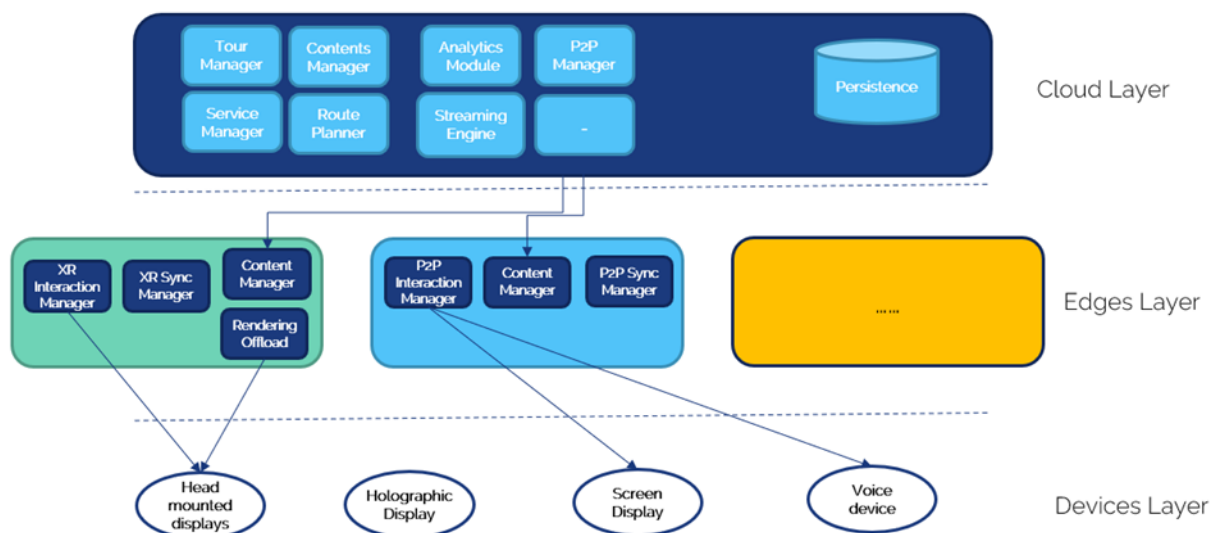 Tour
Manager
Contents
Manager
Analytics
Module
P2P
Manager
Service
Manager
Route
Planner
Streaming
Engine
-
Persistence
Cloud Layer
XR
Interaction
Manager
XR Sync
Manager
Content
Manager
Rendering
Offload
P2P
Interaction
Manager
Content
Manager
P2P Sync
Manager
... ...
Edges Layer
Head
mounted
displays
Holographic
Display
Screen
Display
Voice
device
Devices Layer